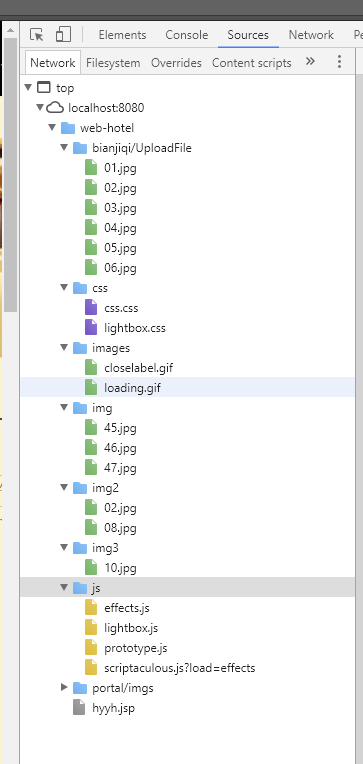 Elements Console Sources Network Pe
Network Filesystem Overrides Content scripts »
top
localhost:8080
web-hotel
bianjiqi/UploadFile
01.jpg
02.jpg
03.jpg
04.jpg
05.jpg
06.jpg
css
css.css
lightbox.css
images
closelabel.gif
loading.gif
img
45.jpg
46.jpg
47.jpg
img2
02.jpg
08.jpg
img3
10.jpg
js
effects.js
lightbox.js
prototype.js
scriptaculous.js?load=effects
portal/imgs
hyyh.jsp